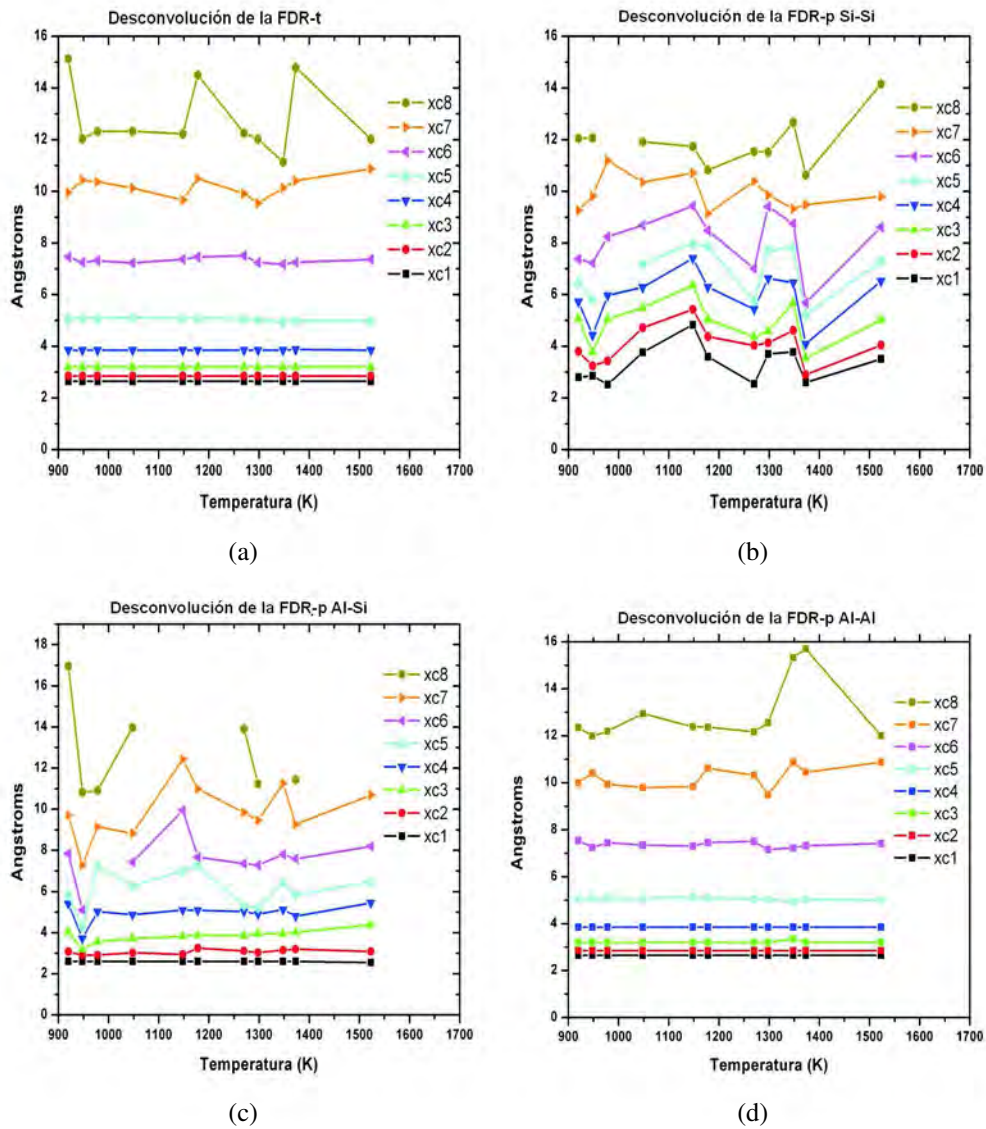 Desconvolución de la FDR-t
16
14
12
10
8
6
4
2
0
Angstroms
xc8
xc7
xc6
xc5
xc4
xc3
xc2
xc1
900 1000 1100 1200 1300 1400 1500 1600 1700
Temperatura (K)
(a)
Desconvolución de la FDR-p Si-Si
16
14
12
10
8
6
4
2
0
Angstroms
xc8
xc7
xc6
xc5
xc4
xc3
xc2
xc1
900 1000 1100 1200 1300 1400 1500 1600 1700
Temperatura (K)
(b)
Desconvolución de la FDR-p Al-Si
18
16
14
12
10
8
6
4
2
0
Angstroms
xc8
xc7
xc6
xc5
xc4
xc3
xc2
xc1
900 1000 1100 1200 1300 1400 1500 1600 1700
Temperatura (K)
(c)
Desconvolución de la FDR-p Al-Al
16
14
12
10
8
6
4
2
0
Angstroms
xc8
xc7
xc6
xc5
xc4
xc3
xc2
xc1
900 1000 1100 1200 1300 1400 1500 1600 1700
Temperatura (K)
(d)